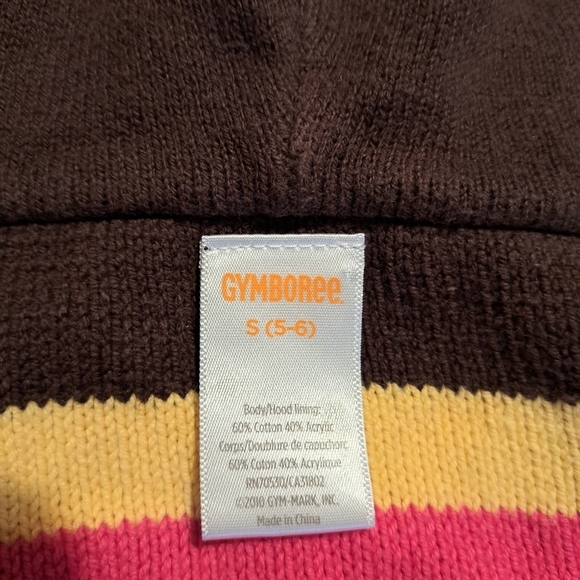 GYMBOREE
S (5-6)
Body/Hood lining:
60% Cotton 40% Acrylic
Corps/Doublure de capuchon:
60% Coton 40% Acrylique
RN70530/CA31802
©2010 GYM-MARK, INC.
Made in China